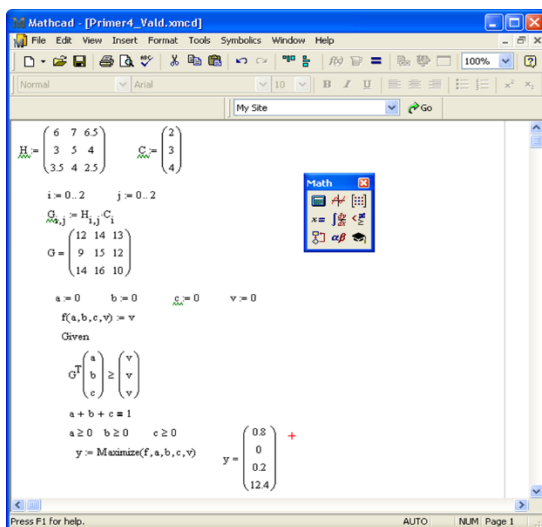 Mathcad - [Primer4_Vald.xmcd]
File Edit View Insert Format Tools Symbolics Window Help
100%
Normal Arial 10 B I U
My Site Go
H := ( 6 7 6.5 ; 3 5 4 ; 3.5 4 2.5 ) C := ( 2 ; 3 ; 4 )
i := 0.. 2 j := 0.. 2
G i,j := H i,j · C i
G = ( 12 14 13 ; 9 15 12 ; 14 16 10 )
Math
a := 0 b := 0 c := 0 v := 0
f(a,b,c,v) := v
Given
G^T ( a ; b ; c ) ≥ ( v ; v ; v )
a + b + c = 1
a ≥ 0 b ≥ 0 c ≥ 0
y := Maximize(f,a,b,c,v) y = ( 0.8 ; 0 ; 0.2 ; 12.4 )
Press F1 for help. AUTO NUM Page 1